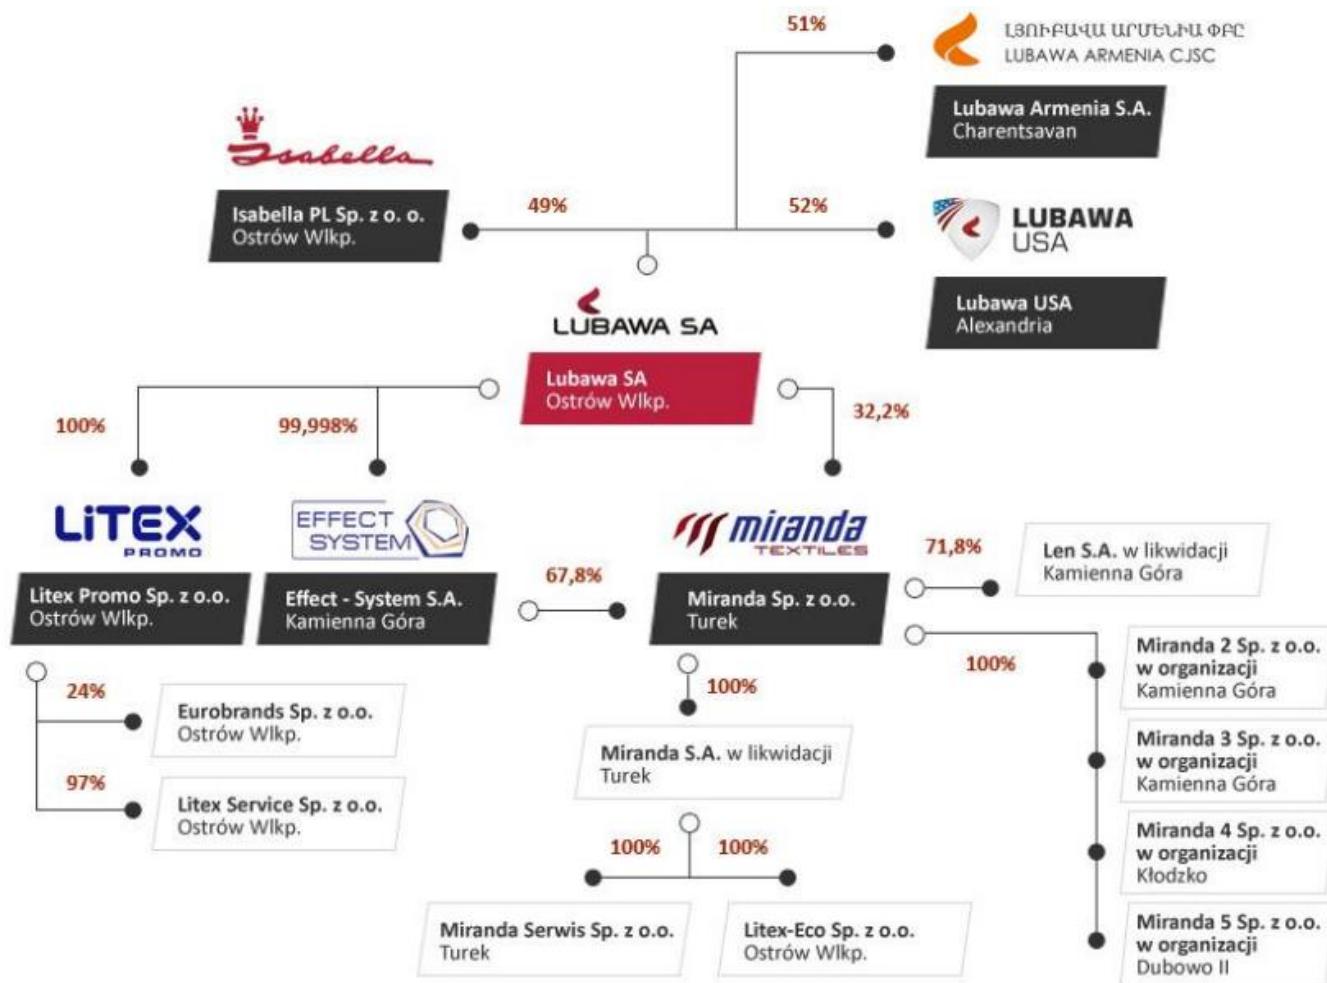 51%
ԼՅՈՒԲԱՎԱ ԱՐՄԵՆԻԱ ՓԲԸ
LUBAWA ARMENIA CJSC
Lubawa Armenia S.A.
Charentsavan
Isabella
Isabella PL Sp. z o. o.
Ostrów Wlkp.
49%
52%
LUBAWA
USA
Lubawa USA
Alexandria
LUBAWA SA
Lubawa SA
Ostrów Wlkp.
100%
99,998%
32,2%
LiTEX
PROMO
Litex Promo Sp. z o.o.
Ostrów Wlkp.
EFFECT
SYSTEM
Effect - System S.A.
Kamienna Góra
67,8%
miranda
TEXTILES
Miranda Sp. z o.o.
Turek
71,8%
Len S.A. w likwidacji
Kamienna Góra
100%
Miranda 2 Sp. z o.o.
w organizacji
Kamienna Góra
Miranda 3 Sp. z o.o.
w organizacji
Kamienna Góra
Miranda 4 Sp. z o.o.
w organizacji
Kłodzko
Miranda 5 Sp. z o.o.
w organizacji
Dubowo II
24%
Eurobrands Sp. z o.o.
Ostrów Wlkp.
97%
Litex Service Sp. z o.o.
Ostrów Wlkp.
100%
Miranda S.A. w likwidacji
Turek
100%
100%
Miranda Serwis Sp. z o.o.
Turek
Litex-Eco Sp. z o.o.
Ostrów Wlkp.